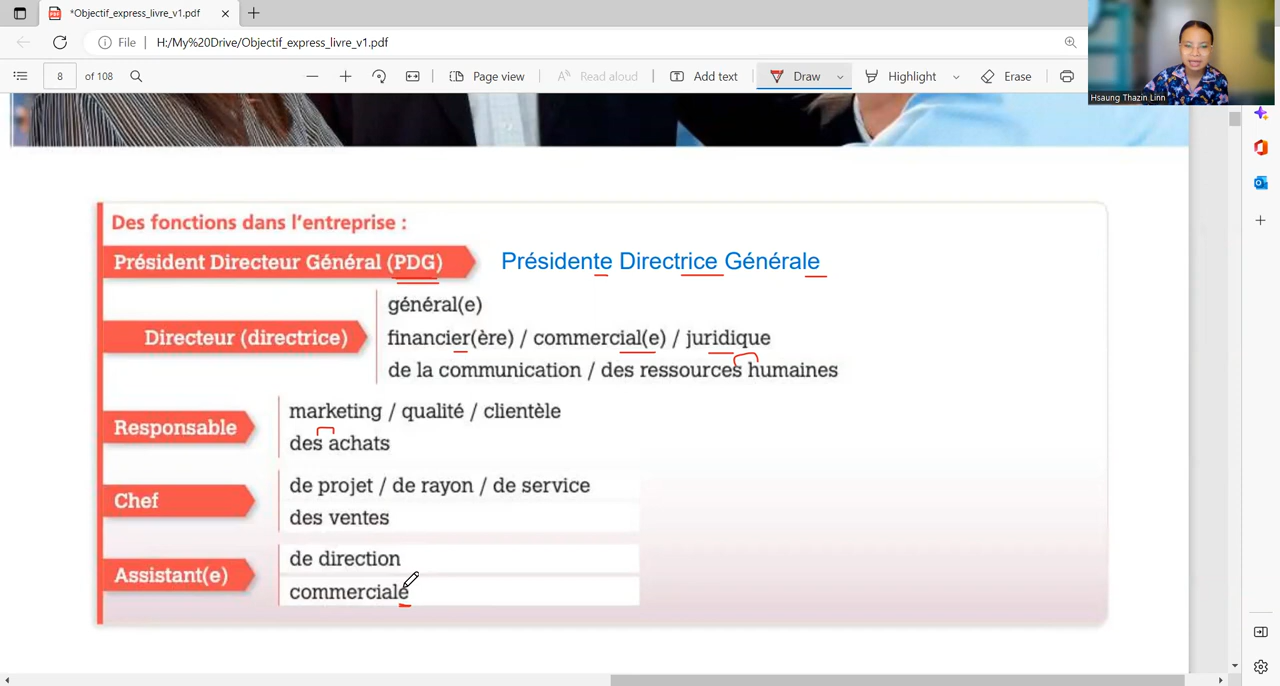 *Objectif_express_livre_v1.pdf
File H:/My%20Drive/Objectif_express_livre_v1.pdf
8 of 108 Page view Read aloud Add text Draw Highlight Erase
Hsaung Thazin Linn
Des fonctions dans l'entreprise :
Président Directeur Général (PDG) Présidente Directrice Générale
général(e)
Directeur (directrice) financier(ère) / commercial(e) / juridique
de la communication / des ressources humaines
marketing / qualité / clientèle
Responsable
des achats
de projet / de rayon / de service
Chef
des ventes
de direction
Assistant(e)
commerciale